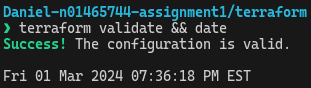 Daniel-n01465744-assignment1/terraform
❯ terraform validate && date
Success! The configuration is valid.
Fri 01 Mar 2024 07:36:18 PM EST